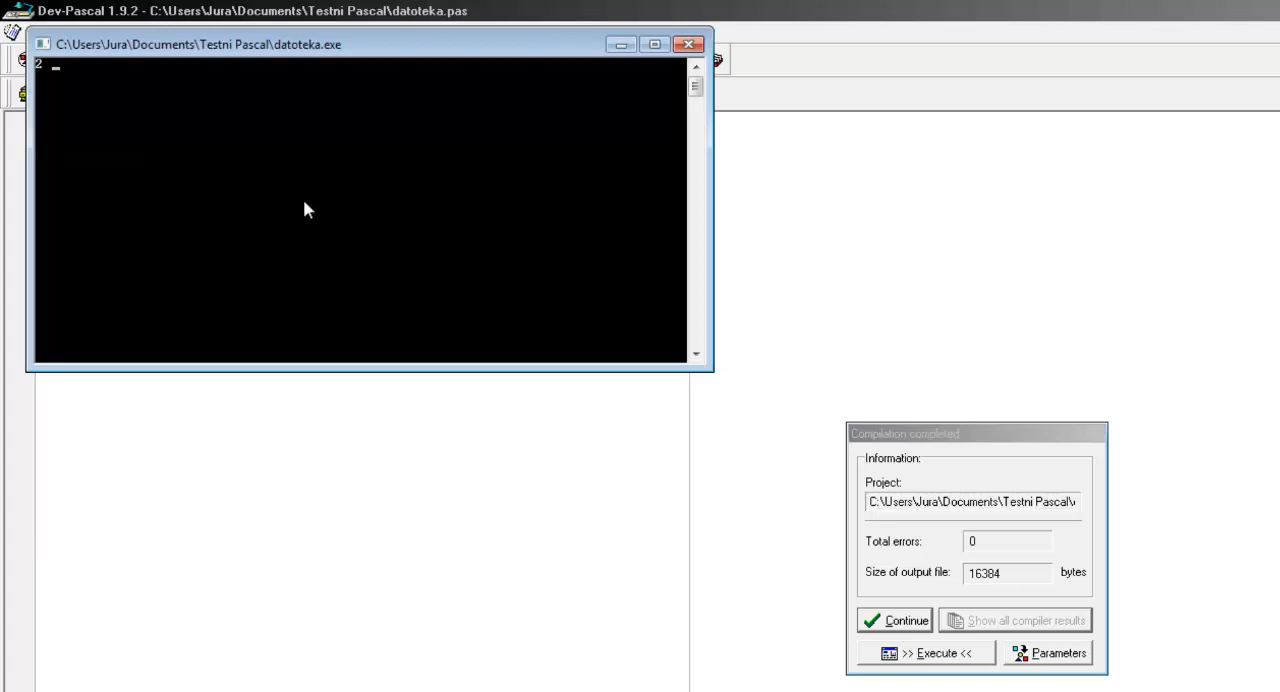 Dev-Pascal 1.9.2 - C:\Users\Jura\Documents\Testni Pascal\datoteka.pas
C:\Users\Jura\Documents\Testni Pascal\datoteka.exe
2 _
Compilation completed
Information:
Project:
C:\Users\Jura\Documents\Testni Pascal\
Total errors: 0
Size of output file: 16384 bytes
Continue Show all compiler results
>> Execute << Parameters